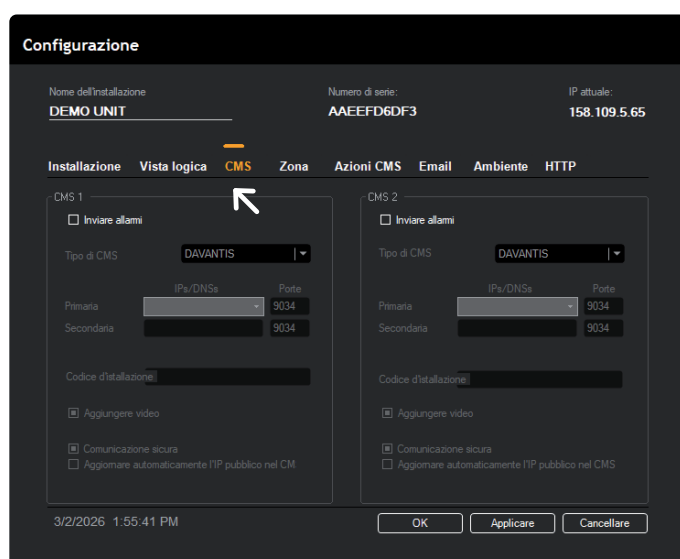 Configurazione
Nome dell'installazione Numero di serie: IP attuale:
DEMO UNIT AAEEFD6DF3 158.109.5.65
Installazione Vista logica CMS Zona Azioni CMS Email Ambiente HTTP
CMS 1 CMS 2
Inviare allarmi Inviare allarmi
Tipo di CMS DAVANTIS Tipo di CMS DAVANTIS
IPs/DNSs Porte IPs/DNSs Porte
Primaria 9034 Primaria 9034
Secondaria 9034 Secondaria 9034
Codice d'istallazione Codice d'istallazione
Aggiungere video Aggiungere video
Comunicazione sicura Comunicazione sicura
Aggiornare automaticamente l'IP pubblico nel CM Aggiornare automaticamente l'IP pubblico nel CMS
3/2/2026 1:55:41 PM OK Applicare Cancellare